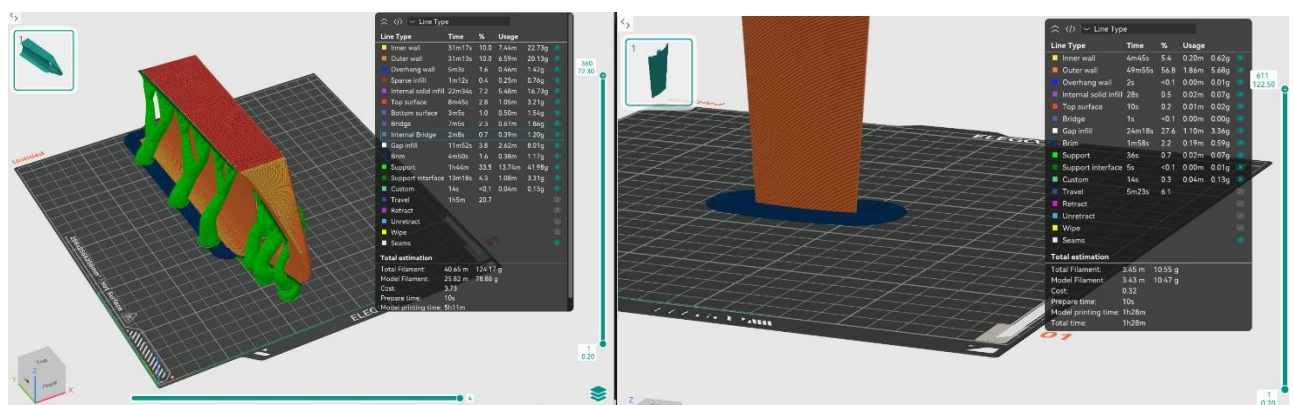 Line Type
Line Type Time % Usage
Inner wall 31m17s 10.0 7.44m 22.73g
Outer wall 31m13s 10.0 6.59m 20.13g
Overhang wall 5m3s 1.6 0.46m 1.42g
Sparse infill 1m12s 0.4 0.25m 0.76g
Internal solid infill 22m34s 7.2 5.48m 16.73g
Top surface 8m45s 2.8 1.05m 3.21g
Bottom surface 3m5s 1.0 0.50m 1.54g
Bridge 7m5s 2.3 0.61m 1.86g
Internal Bridge 2m8s 0.7 0.39m 1.20g
Gap infill 11m52s 3.8 2.62m 8.01g
Brim 4m50s 1.6 0.38m 1.17g
Support 1h44m 33.5 13.74m 41.98g
Support interface 13m18s 4.3 1.08m 3.31g
Custom 14s <0.1 0.04m 0.13g
Travel 1h5m 20.7
Retract
Unretract
Wipe
Seams
Total estimation
Total Filament: 40.65 m 124.17 g
Model Filament: 25.82 m 78.88 g
Cost: 3.73
Prepare time: 10s
Model printing time: 5h11m
1
Untitled
ELEG
360
72.30
1
0.20
4
Top
Front
Z
Y
X
Line Type
Line Type Time % Usage
Inner wall 4m45s 5.4 0.20m 0.62g
Outer wall 49m55s 56.8 1.86m 5.68g
Overhang wall 2s <0.1 0.00m 0.01g
Internal solid infill 28s 0.5 0.02m 0.07g
Top surface 10s 0.2 0.01m 0.02g
Bridge 1s <0.1 0.00m 0.00g
Gap infill 24m18s 27.6 1.10m 3.36g
Brim 1m58s 2.2 0.19m 0.59g
Support 36s 0.7 0.02m 0.07g
Support interface 5s <0.1 0.00m 0.01g
Custom 14s 0.3 0.04m 0.13g
Travel 5m23s 6.1
Retract
Unretract
Wipe
Seams
Total estimation
Total Filament: 3.45 m 10.55 g
Model Filament: 3.43 m 10.47 g
Cost: 0.32
Prepare time: 10s
Model printing time: 1h28m
Total time: 1h28m
1
ELEGO
01
611
122.50
1
0.20
Z